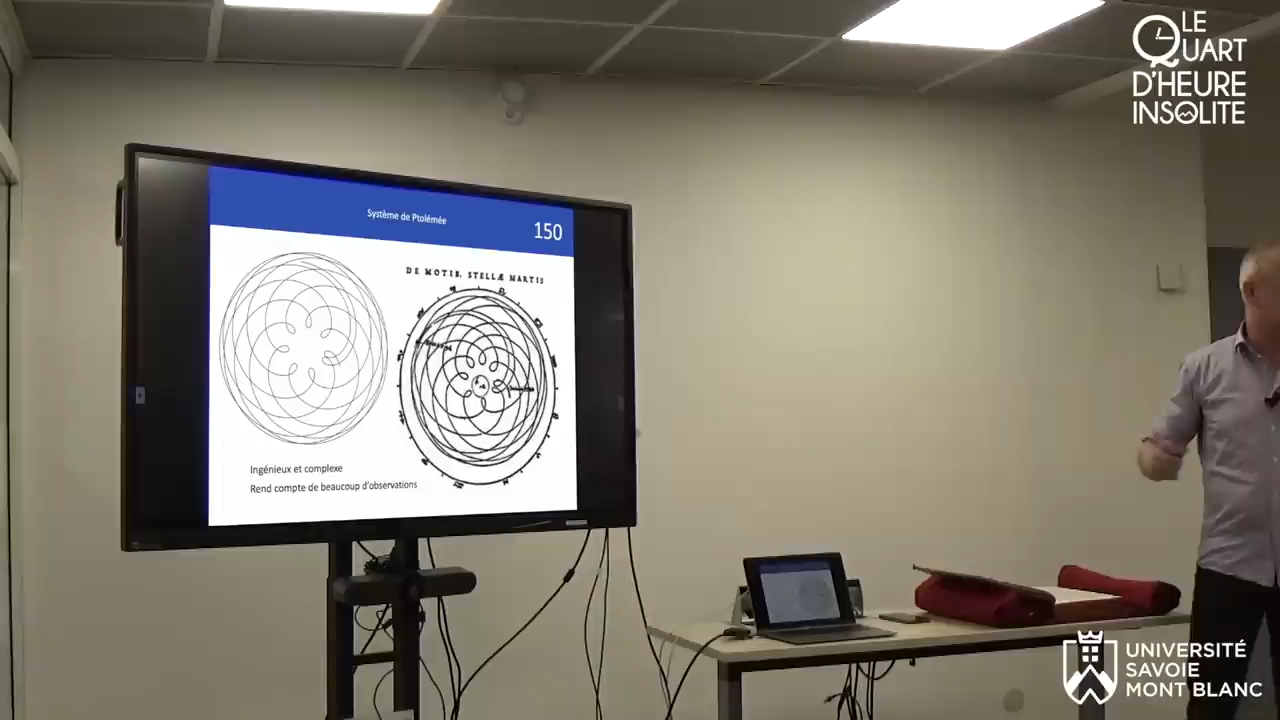 LE
QUART
D'HEURE
INSOLITE
Système de Ptolémée
150
DE MOTIB. STELLÆ MARTIS
Ingénieux et complexe
Rend compte de beaucoup d'observations
UNIVERSITÉ
SAVOIE
MONT BLANC